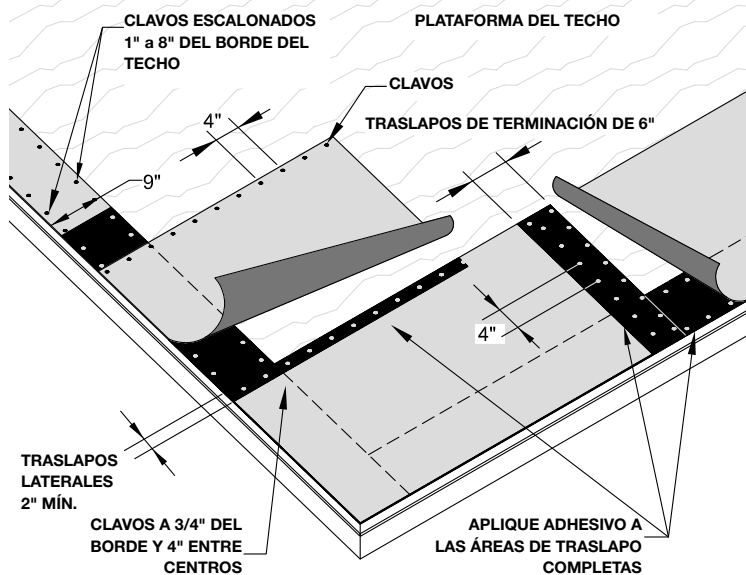 CLAVOS ESCALONADOS
1" a 8" DEL BORDE DEL
TECHO
PLATAFORMA DEL TECHO
CLAVOS
4"
TRASLAPOS DE TERMINACIÓN DE 6"
9"
4"
TRASLAPOS
LATERALES
2" MÍN.
CLAVOS A 3/4" DEL
BORDE Y 4" ENTRE
CENTROS
APLIQUE ADHESIVO A
LAS ÁREAS DE TRASLAPO
COMPLETAS